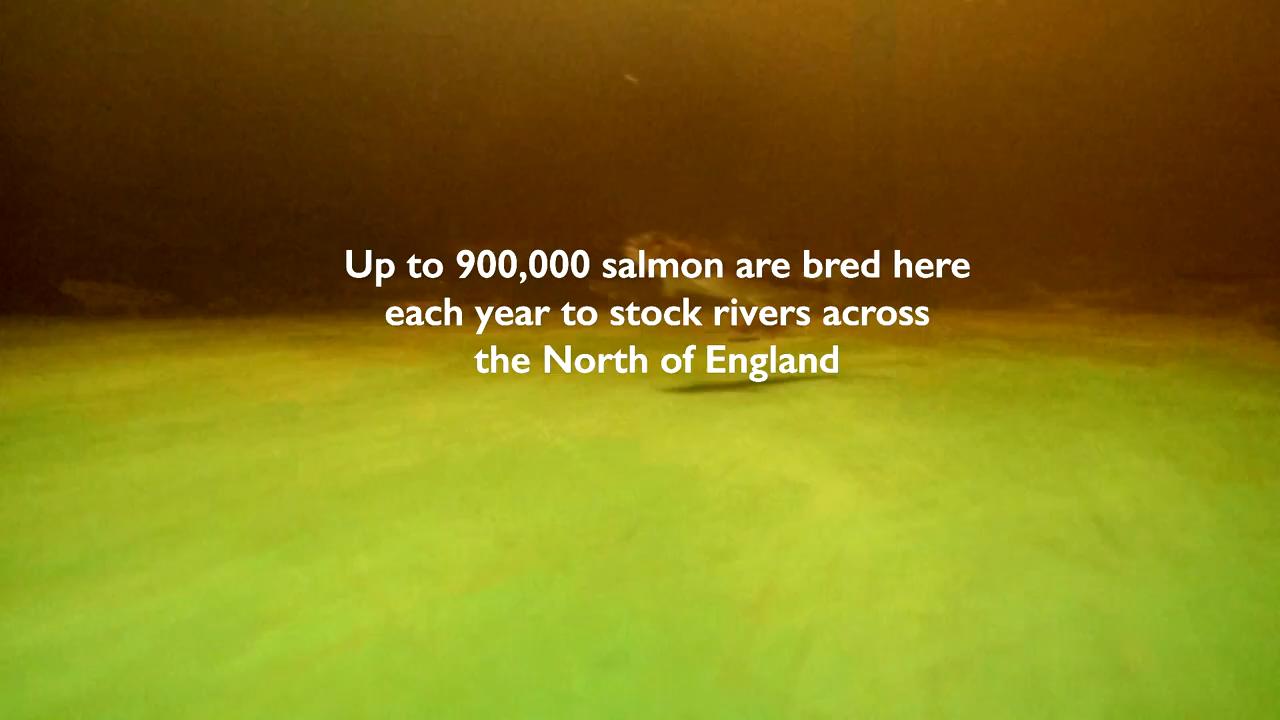 Up to 900,000 salmon are bred here
each year to stock rivers across
the North of England